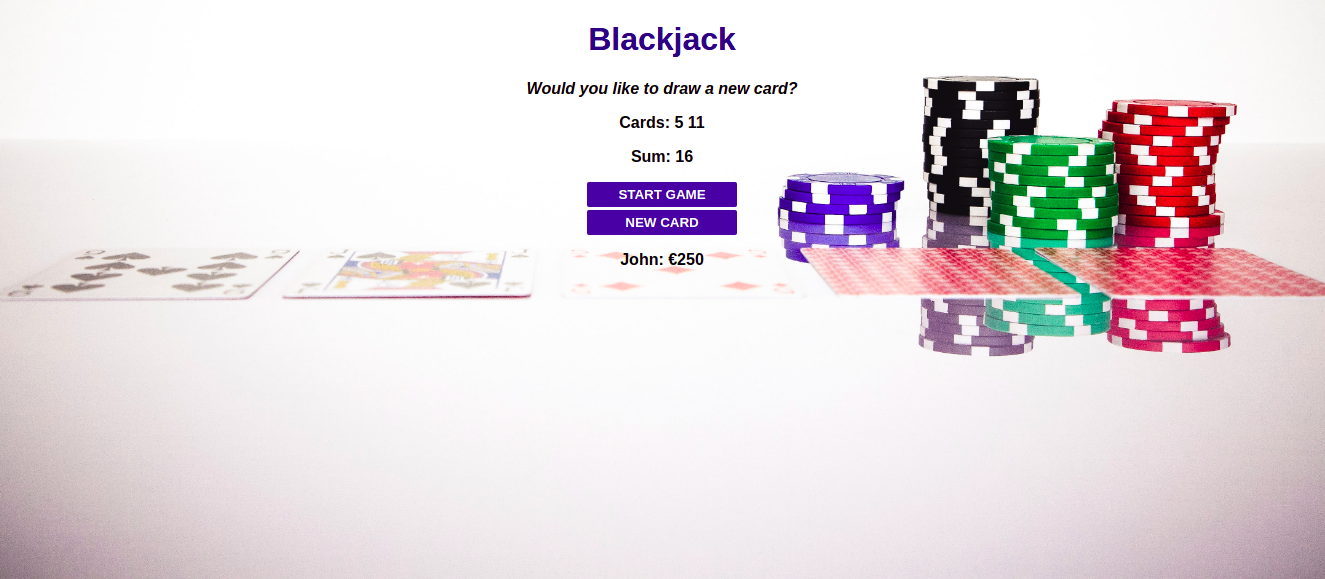 Blackjack
Would you like to draw a new card?
Cards: 5 11
Sum: 16
START GAME
NEW CARD
John: €250